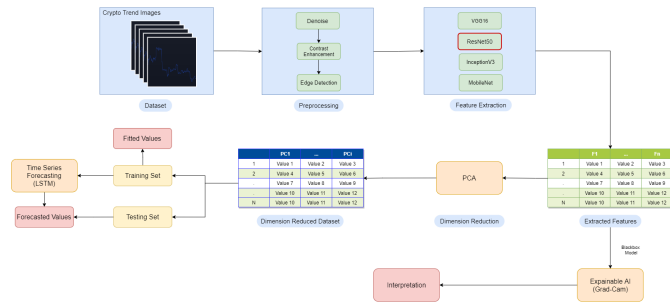 Crypto Trend Images
Dataset
Denoise
Contrast
Enhancement
Edge Detection
Preprocessing
VGG16
ResNet50
InceptionV3
MobileNet
Feature Extraction
F1 ... Fn
1 Value 1 Value 2 Value 3
2 Value 4 Value 5 Value 6
. Value 7 Value 8 Value 9
. Value 10 Value 11 Value 12
N Value 10 Value 11 Value 12
Extracted Features
PCA
Dimension Reduction
PC1 ... PCi
1 Value 1 Value 2 Value 3
2 Value 4 Value 5 Value 6
. Value 7 Value 8 Value 9
. Value 10 Value 11 Value 12
N Value 10 Value 11 Value 12
Dimension Reduced Dataset
Fitted Values
Training Set
Testing Set
Time Series
Forecasting
(LSTM)
Forecasted Values
Blackbox
Model
Expainable AI
(Grad-Cam)
Interpretation